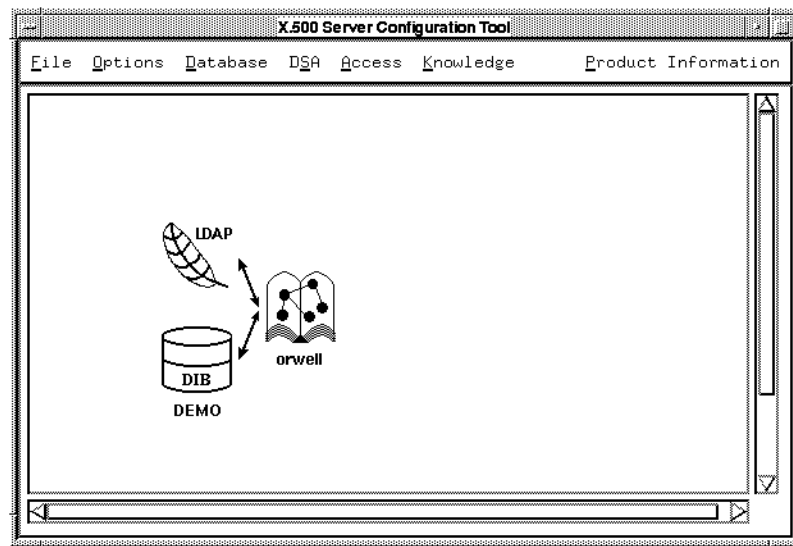 X.500 Server Configuration Tool
File Options Database DSA Access Knowledge Product Information
LDAP
orwell
DIB
DEMO